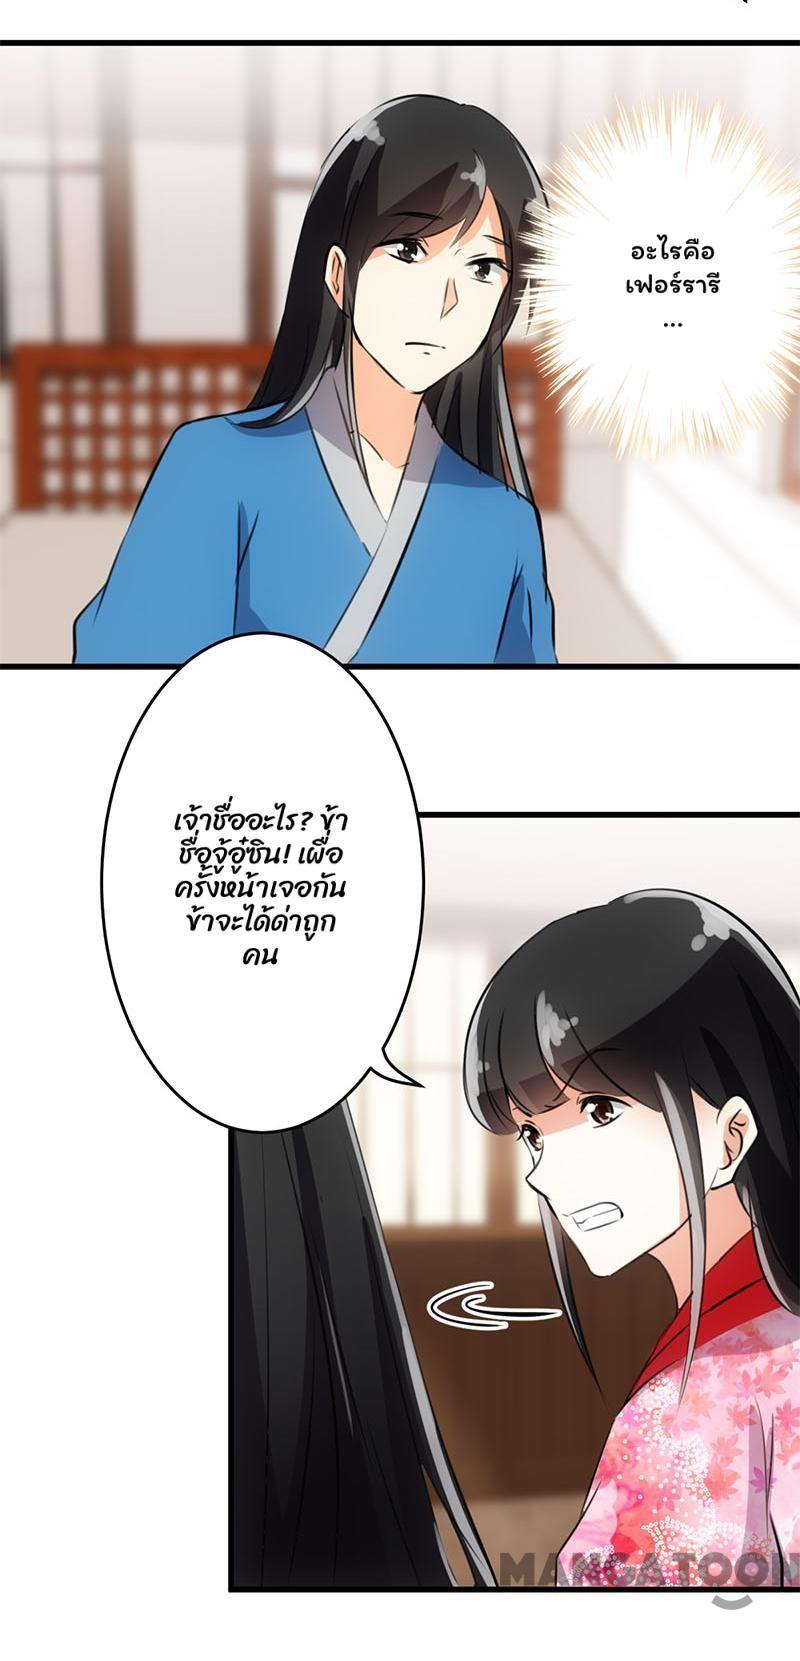 อะไรคือ
เฟอร์รารี
...
เจ้าชื่ออะไร? ข้า
ชื่อจู้อู๋ซิน! เผื่อ
ครั้งหน้าเจอกัน
ข้าจะได้ด่าถูก
คน
MANGATOON